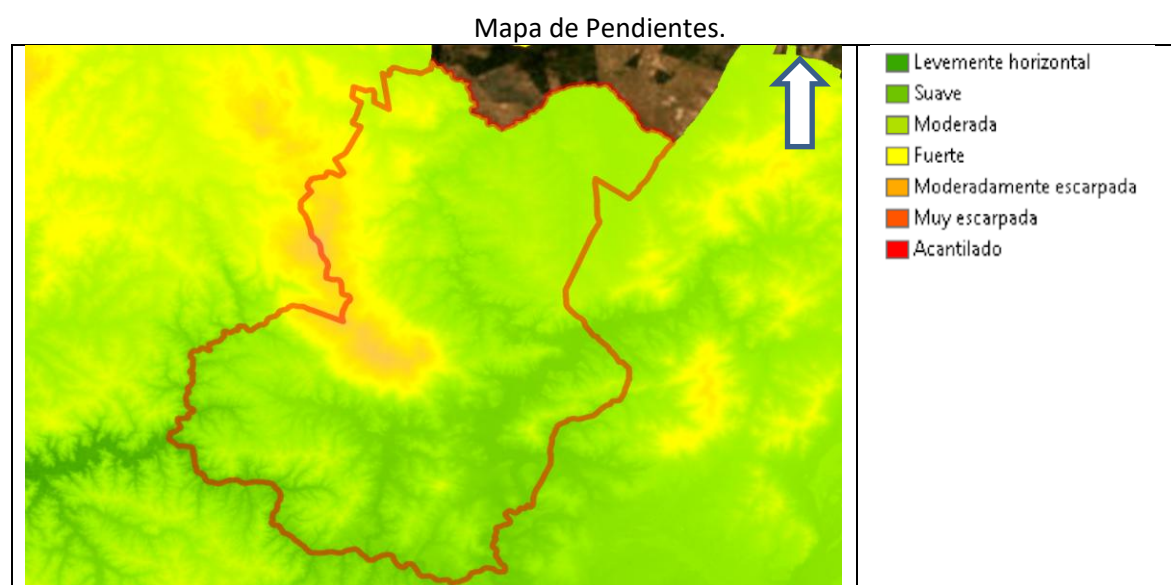 Mapa de Pendientes.
Levemente horizontal
Suave
Moderada
Fuerte
Moderadamente escarpada
Muy escarpada
Acantilado